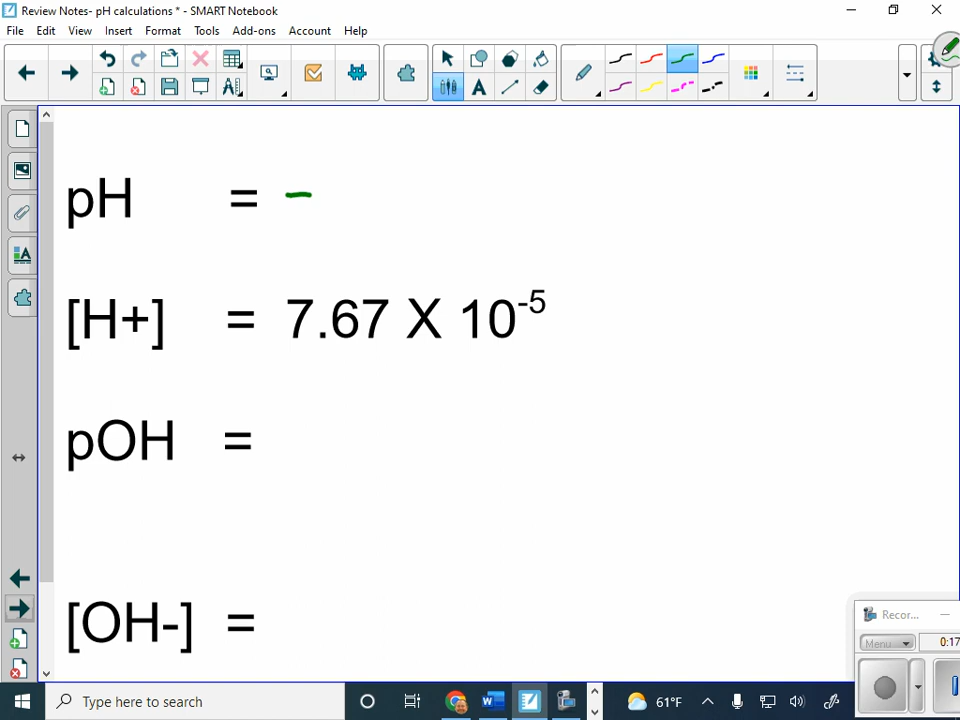 Review Notes- pH calculations * - SMART Notebook
File Edit View Insert Format Tools Add-ons Account Help
pH = −
[H+] = 7.67 X 10⁻⁵
pOH =
[OH-] =
Recor...
Menu
0:17
Type here to search
61°F